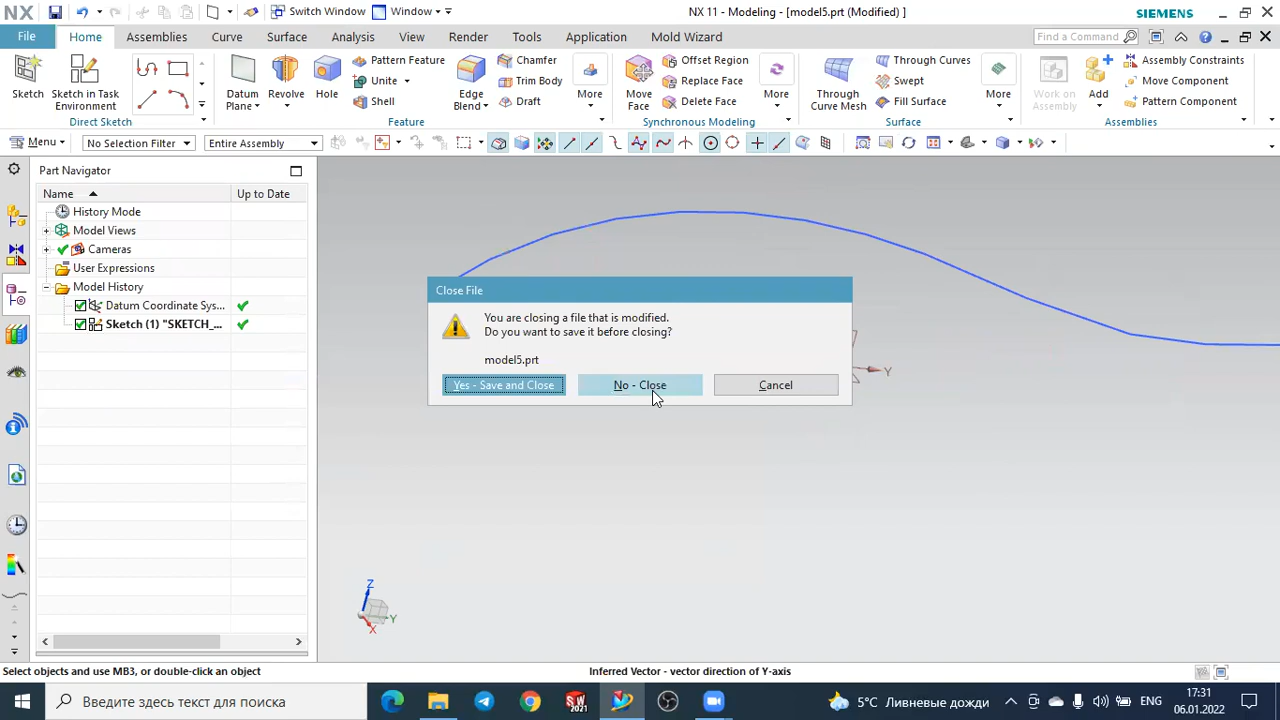 NX Switch Window Window NX 11 - Modeling - [model5.prt (Modified) ] SIEMENS
File Home Assemblies Curve Surface Analysis View Render Tools Application Mold Wizard Find a Command
Sketch Sketch in Task Environment Direct Sketch
Datum Plane Revolve Hole Pattern Feature Unite Shell Edge Blend Chamfer Trim Body Draft More Feature
Move Face Offset Region Replace Face Delete Face More Synchronous Modeling
Through Curve Mesh Through Curves Swept Fill Surface More Surface
Work on Assembly Add Assembly Constraints Move Component Pattern Component Assemblies
Menu No Selection Filter Entire Assembly
Part Navigator
Name Up to Date
History Mode
Model Views
Cameras
User Expressions
Model History
Datum Coordinate Sys...
Sketch (1) "SKETCH_...
Close File
You are closing a file that is modified.
Do you want to save it before closing?
model5.prt
Yes - Save and Close No - Close Cancel
Y
Z
Y
X
Select objects and use MB3, or double-click an object Inferred Vector - vector direction of Y-axis
Введите здесь текст для поиска SW 2021 5°C Ливневые дожди ENG 17:31
06.01.2022